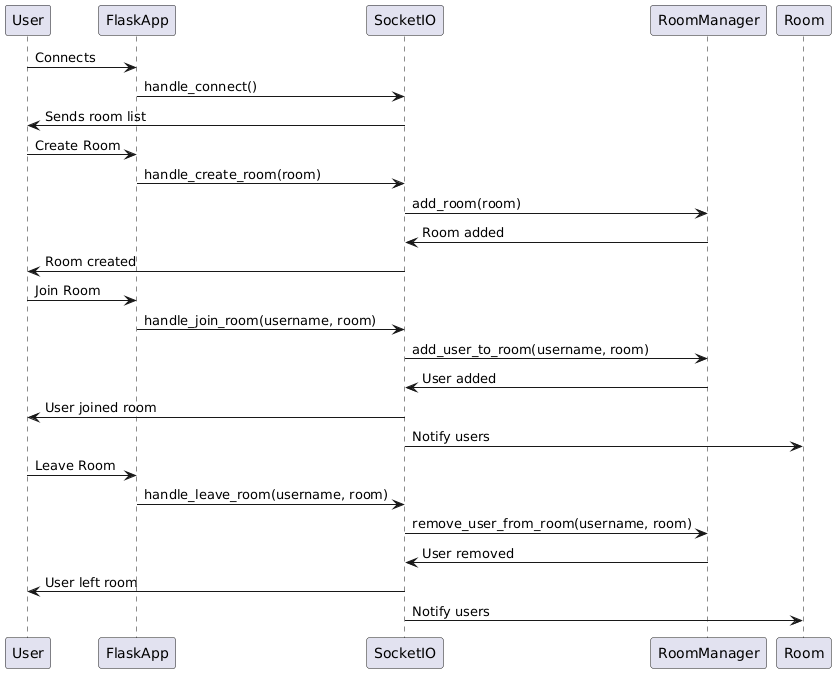 User FlaskApp SocketIO RoomManager Room
Connects
handle_connect()
Sends room list
Create Room
handle_create_room(room)
add_room(room)
Room added
Room created
Join Room
handle_join_room(username, room)
add_user_to_room(username, room)
User added
User joined room
Notify users
Leave Room
handle_leave_room(username, room)
remove_user_from_room(username, room)
User removed
User left room
Notify users
User FlaskApp SocketIO RoomManager Room